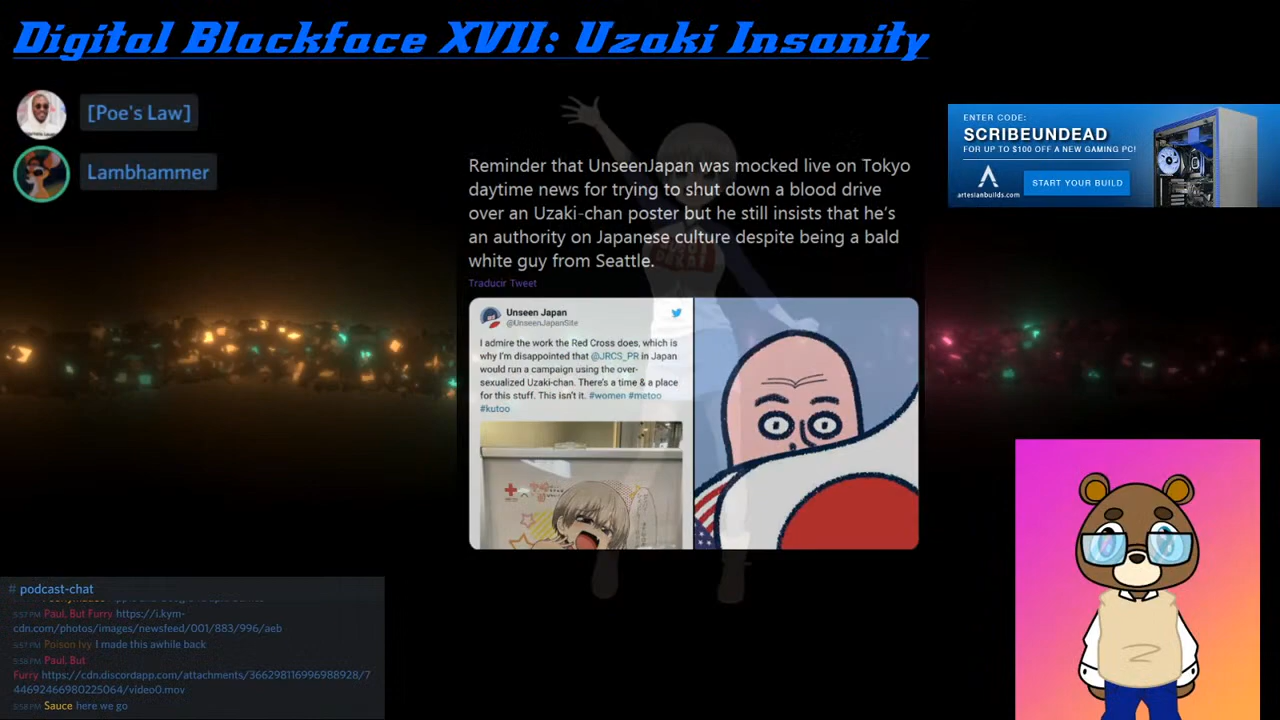 Digital Blackface XVII: Uzaki Insanity
[Poe's Law]
Lambhammer
Reminder that UnseenJapan was mocked live on Tokyo
daytime news for trying to shut down a blood drive
over an Uzaki-chan poster but he still insists that he's
an authority on Japanese culture despite being a bald
white guy from Seattle.
Traducir Tweet
Unseen Japan
@UnseenJapanSite
I admire the work the Red Cross does, which is
why I'm disappointed that @JRCS_PR in Japan
would run a campaign using the over-
sexualized Uzaki-chan. There's a time & a place
for this stuff. This isn't it. #women #metoo
#kutoo
ENTER CODE:
SCRIBEUNDEAD
FOR UP TO $100 OFF A NEW GAMING PC!
artesianbuilds.com
START YOUR BUILD
# podcast-chat
5:57 PM Paul, But Furry https://i.kym-
cdn.com/photos/images/newsfeed/001/883/996/aeb
5:57 PM Poison Ivy I made this awhile back
5:58 PM Paul, But
Furry https://cdn.discordapp.com/attachments/366298116996988928/7
44692466980225064/video0.mov
5:58 PM Sauce here we go